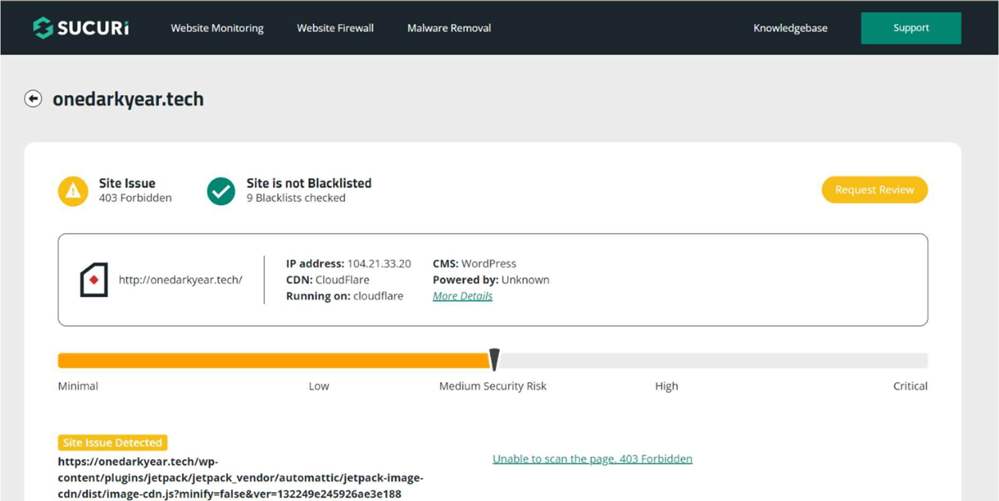 SUCURi Website Monitoring Website Firewall Malware Removal Knowledgebase Support
onedarkyear.tech
Site Issue
403 Forbidden
Site is not Blacklisted
9 Blacklists checked
Request Review
http://onedarkyear.tech/
IP address: 104.21.33.20
CDN: CloudFlare
Running on: cloudflare
CMS: WordPress
Powered by: Unknown
More Details
Minimal Low Medium Security Risk High Critical
Site Issue Detected
https://onedarkyear.tech/wp-
content/plugins/jetpack/jetpack_vendor/automattic/jetpack-image-
cdn/dist/image-cdn.js?minify=false&ver=132249e245926ae3e188
Unable to scan the page. 403 Forbidden